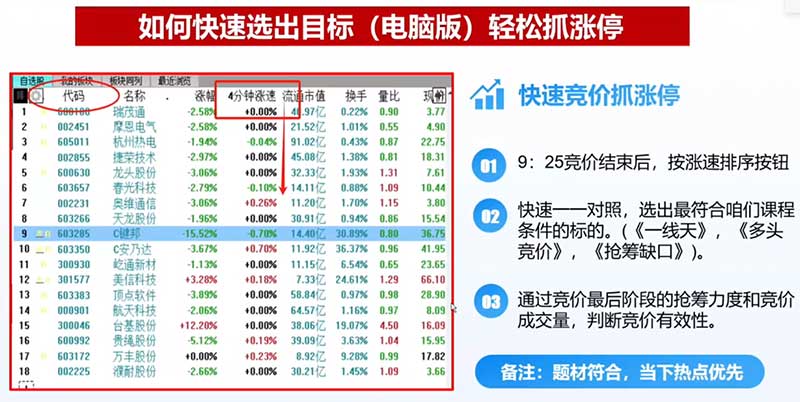 如何快速选出目标（电脑版）轻松抓涨停
自选股 我的板块 板块同列 最近浏览
代码 名称 涨幅 4分钟涨速 流通市值 换手 量比 现价
1 600180 瑞茂通 -2.58% +0.00% 40.97亿 0.22% 0.90 3.77
2 002451 摩恩电气 -2.58% +0.00% 21.01亿 1.02% 0.55 4.90
3 605011 杭州热电 -1.94% -0.04% 91.02亿 0.43% 0.87 22.75
4 002855 捷荣技术 -2.97% +0.00% 45.08亿 1.38% 0.81 18.31
5 600630 龙头股份 -3.06% +0.00% 32.33亿 1.93% 1.31 7.61
6 603657 春光科技 -2.79% -0.10% 14.11亿 0.88% 1.09 10.44
7 002231 奥维通信 -3.06% +0.26% 11.20亿 1.70% 1.15 3.80
8 603266 天龙股份 -1.96% +0.00% 30.91亿 0.94% 0.86 15.54
9 603285 C键邦 -15.52% -0.70% 14.40亿 30.89% 0.80 36.75
10 603350 C安乃达 -3.67% +0.70% 11.92亿 36.37% 0.96 41.95
11 300930 屹通新材 -1.13% +0.00% 11.15亿 6.54% 0.65 23.65
12 301577 美信科技 +3.28% +0.18% 7.33亿 24.61% 1.29 66.10
13 603383 顶点软件 -3.89% +0.00% 58.84亿 0.97% 0.98 28.90
14 000901 航天科技 -2.06% +0.00% 64.57亿 1.16% 0.97 8.09
15 300046 台基股份 +12.20% +0.00% 38.06亿 19.07% 4.50 16.09
16 600992 贵绳股份 -5.12% +0.19% 39.09亿 3.63% 1.04 15.95
17 603172 万丰股份 +0.00% +0.23% 8.92亿 9.28% 0.99 17.82
18 002225 濮耐股份 -2.66% +0.00% 30.21亿 1.45% 1.09 3.66
快速竞价抓涨停
01 9：25竞价结束后，按涨速排序按钮
02 快速一一对照，选出最符合咱们课程
条件的标的。(《一线天》，《多头
竞价》，《抢筹缺口》)。
03 通过竞价最后阶段的抢筹力度和竞价
成交量，判断竞价有效性。
备注：题材符合，当下热点优先